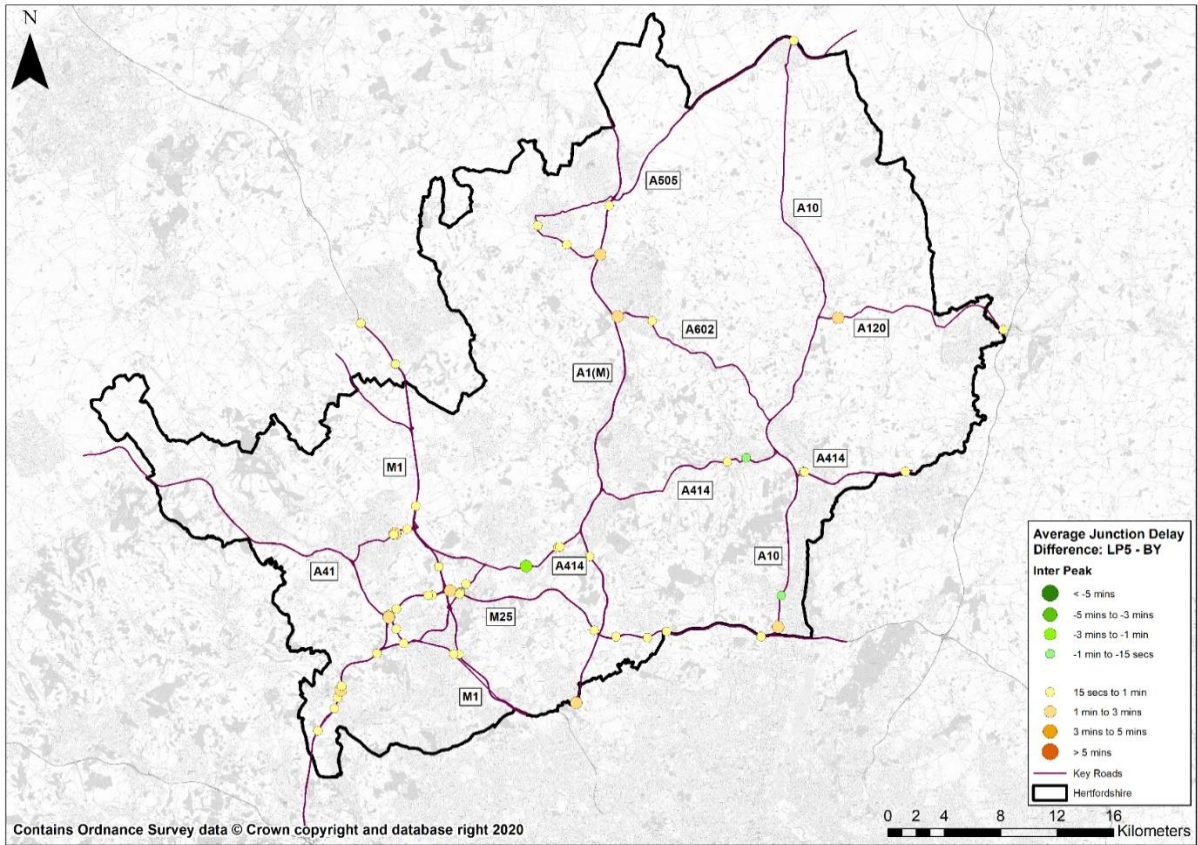 N
A505
A10
A602
A120
A1(M)
M1
A414
A414
A10
A41
A414
M25
M1
Average Junction Delay
Difference: LP5 - BY
Inter Peak
< -5 mins
-5 mins to -3 mins
-3 mins to -1 min
-1 min to -15 secs
15 secs to 1 min
1 min to 3 mins
3 mins to 5 mins
> 5 mins
Key Roads
Hertfordshire
0 2 4 8 12 16
Kilometers
Contains Ordnance Survey data © Crown copyright and database right 2020